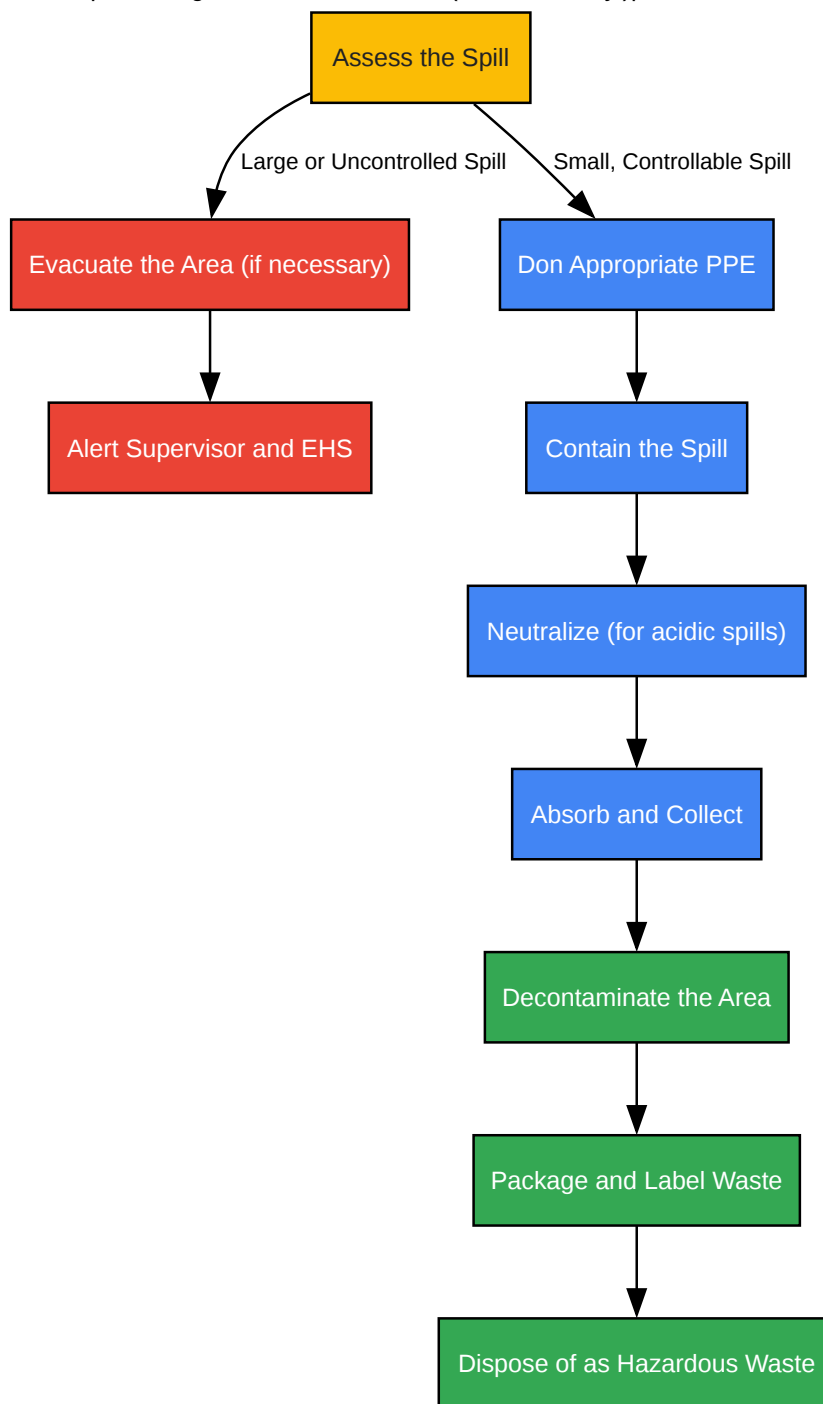 Assess the Spill
Large or Uncontrolled Spill
Small, Controllable Spill
Evacuate the Area (if necessary)
Don Appropriate PPE
Alert Supervisor and EHS
Contain the Spill
Neutralize (for acidic spills)
Absorb and Collect
Decontaminate the Area
Package and Label Waste
Dispose of as Hazardous Waste